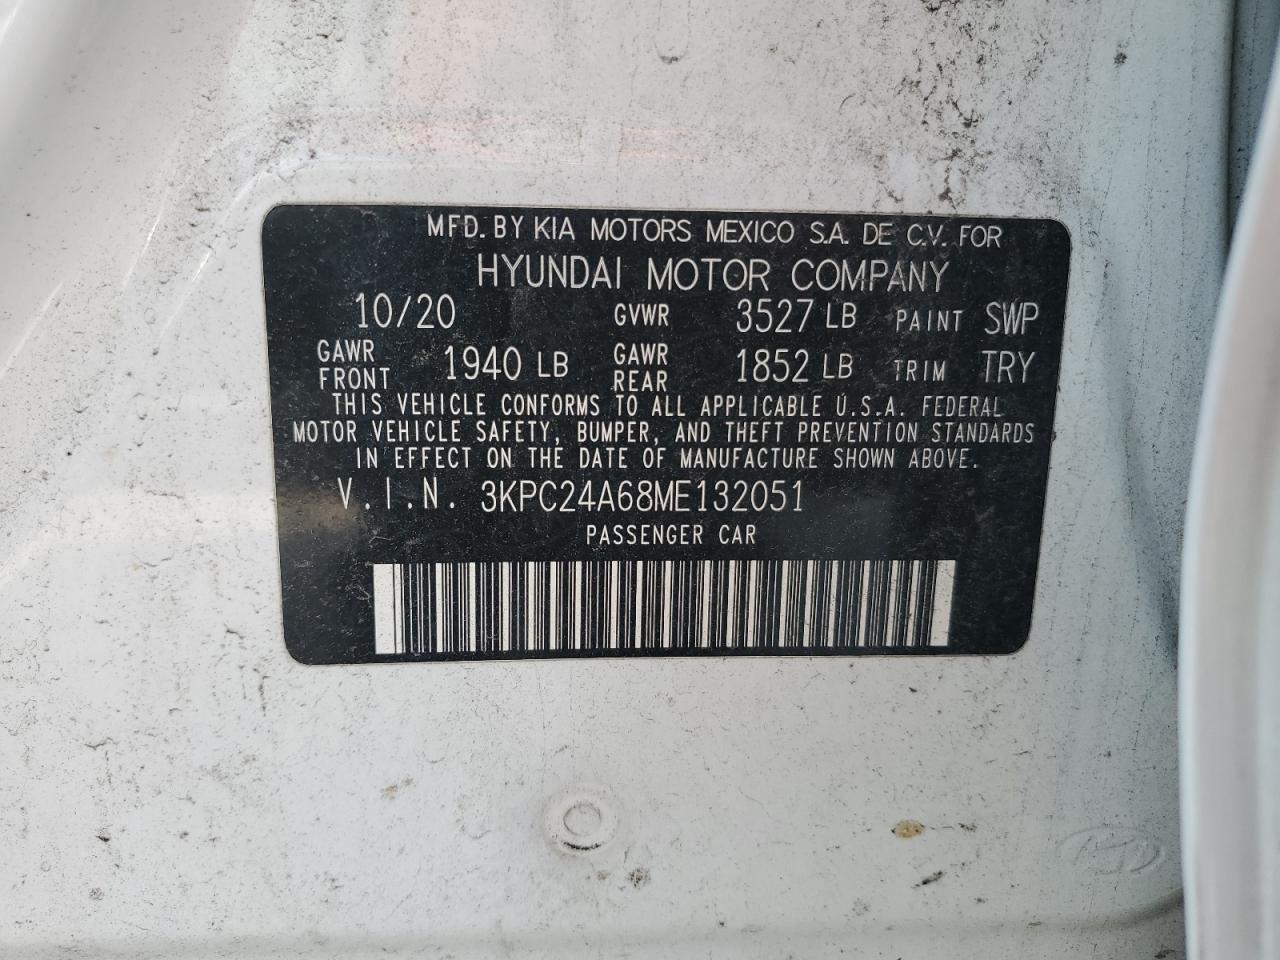 MFD. BY KIA MOTORS MEXICO S.A. DE C.V. FOR
HYUNDAI MOTOR COMPANY
10/20 GVWR 3527 LB PAINT SWP
GAWR FRONT 1940 LB GAWR REAR 1852 LB TRIM TRY
THIS VEHICLE CONFORMS TO ALL APPLICABLE U.S.A. FEDERAL
MOTOR VEHICLE SAFETY, BUMPER, AND THEFT PREVENTION STANDARDS
IN EFFECT ON THE DATE OF MANUFACTURE SHOWN ABOVE.
V.I.N. 3KPC24A68ME132051
PASSENGER CAR